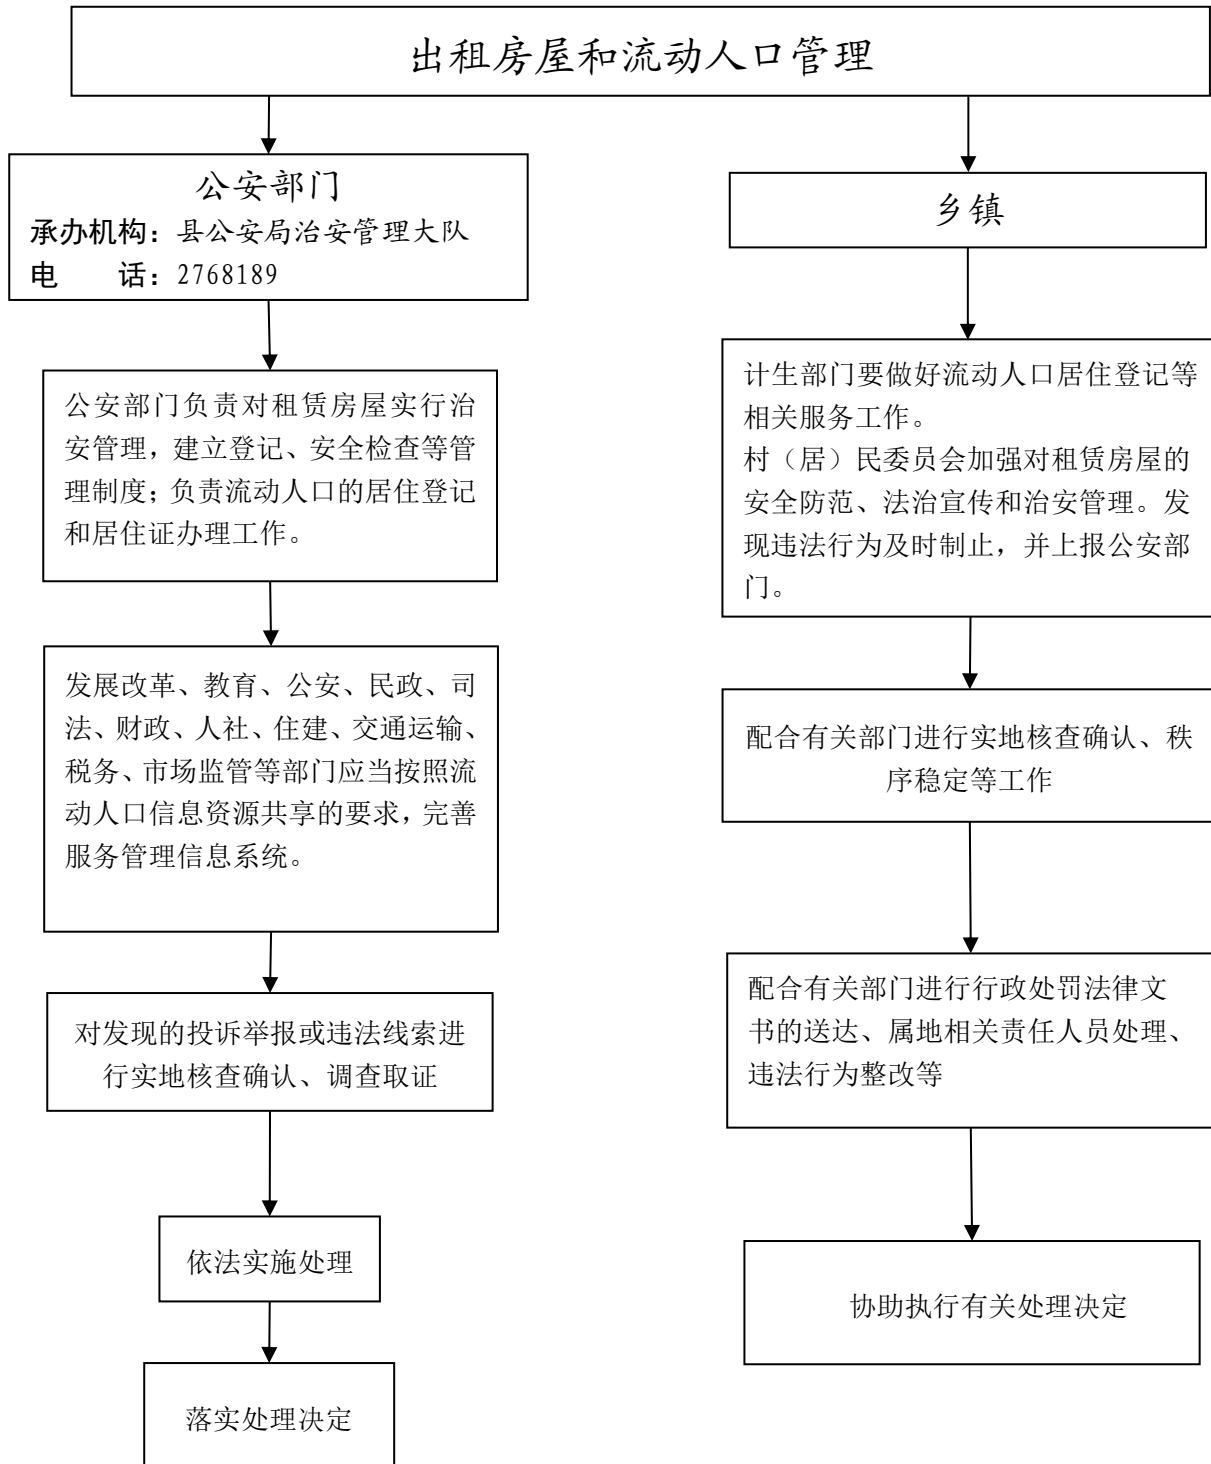 出租房屋和流动人口管理
公安部门
承办机构：县公安局治安管理大队
电　　话：2768189
公安部门负责对租赁房屋实行治
安管理，建立登记、安全检查等管
理制度；负责流动人口的居住登记
和居住证办理工作。
发展改革、教育、公安、民政、司
法、财政、人社、住建、交通运输、
税务、市场监管等部门应当按照流
动人口信息资源共享的要求，完善
服务管理信息系统。
对发现的投诉举报或违法线索进
行实地核查确认、调查取证
依法实施处理
落实处理决定
乡镇
计生部门要做好流动人口居住登记等
相关服务工作。
村（居）民委员会加强对租赁房屋的
安全防范、法治宣传和治安管理。发
现违法行为及时制止，并上报公安部
门。
配合有关部门进行实地核查确认、秩
序稳定等工作
配合有关部门进行行政处罚法律文
书的送达、属地相关责任人员处理、
违法行为整改等
协助执行有关处理决定